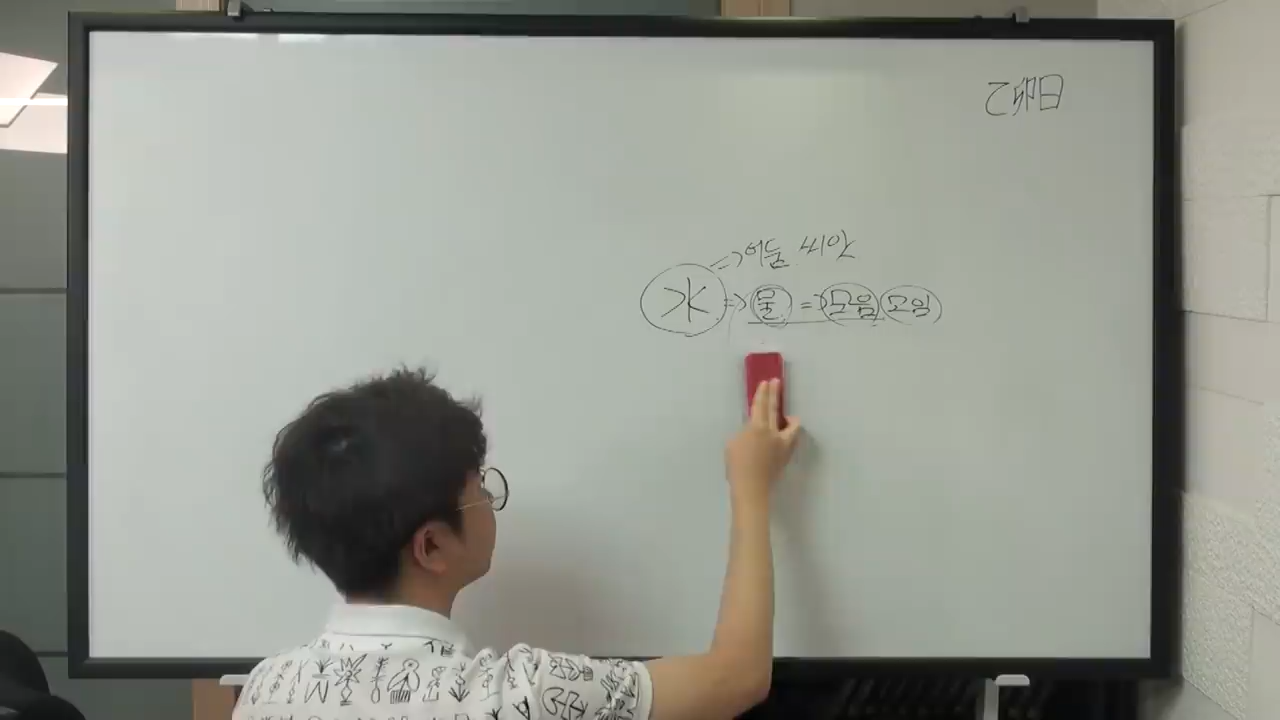 乙卯日
=> 어둠 씨앗
水 => 물 => 모음 모임